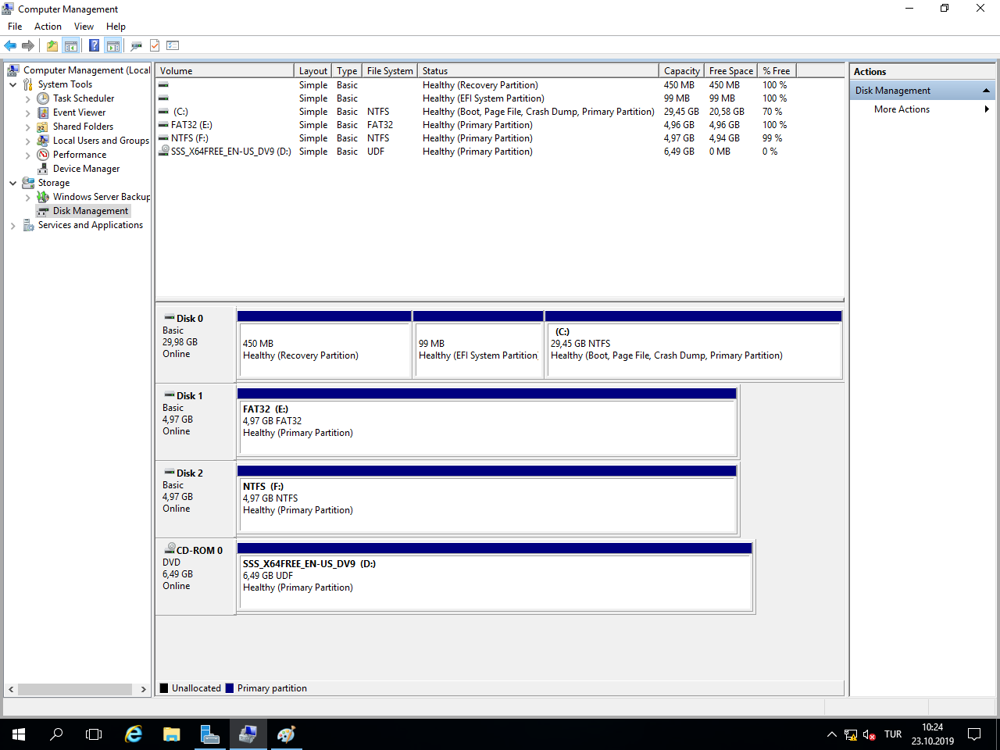 Computer Management
File Action View Help
Computer Management (Local
System Tools
Task Scheduler
Event Viewer
Shared Folders
Local Users and Groups
Performance
Device Manager
Storage
Windows Server Backup
Disk Management
Services and Applications
Volume Layout Type File System Status Capacity Free Space % Free
Simple Basic Healthy (Recovery Partition) 450 MB 450 MB 100 %
Simple Basic Healthy (EFI System Partition) 99 MB 99 MB 100 %
(C:) Simple Basic NTFS Healthy (Boot, Page File, Crash Dump, Primary Partition) 29,45 GB 20,58 GB 70 %
FAT32 (E:) Simple Basic FAT32 Healthy (Primary Partition) 4,96 GB 4,96 GB 100 %
NTFS (F:) Simple Basic NTFS Healthy (Primary Partition) 4,97 GB 4,94 GB 99 %
SSS_X64FREE_EN-US_DV9 (D:) Simple Basic UDF Healthy (Primary Partition) 6,49 GB 0 MB 0 %
Disk 0
Basic
29,98 GB
Online
450 MB
Healthy (Recovery Partition)
99 MB
Healthy (EFI System Partition)
(C:)
29,45 GB NTFS
Healthy (Boot, Page File, Crash Dump, Primary Partition)
Disk 1
Basic
4,97 GB
Online
FAT32 (E:)
4,97 GB FAT32
Healthy (Primary Partition)
Disk 2
Basic
4,97 GB
Online
NTFS (F:)
4,97 GB NTFS
Healthy (Primary Partition)
CD-ROM 0
DVD
6,49 GB
Online
SSS_X64FREE_EN-US_DV9 (D:)
6,49 GB UDF
Healthy (Primary Partition)
Unallocated Primary partition
Actions
Disk Management
More Actions
TUR
10:24
23.10.2019